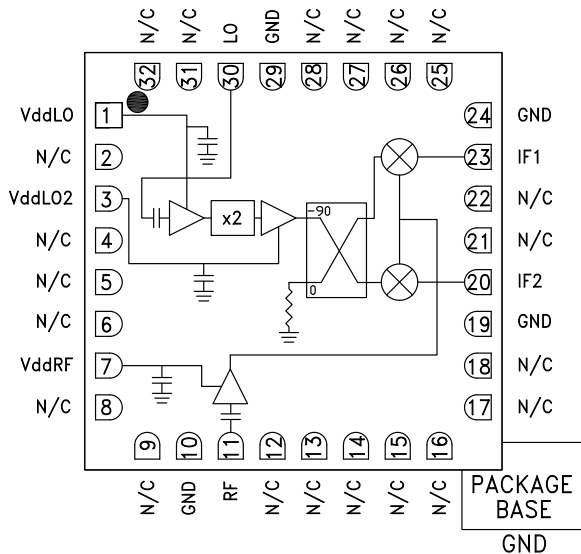 N/C
N/C
LO
GND
N/C
N/C
N/C
N/C
32
31
30
29
28
27
26
25
VddLO
1
24
GND
N/C
2
23
IF1
VddLO2
3
22
N/C
N/C
4
21
N/C
N/C
5
20
IF2
N/C
6
19
GND
VddRF
7
18
N/C
N/C
8
17
N/C
x2
-90
0
9
10
11
12
13
14
15
16
N/C
GND
RF
N/C
N/C
N/C
N/C
N/C
PACKAGE
BASE
GND